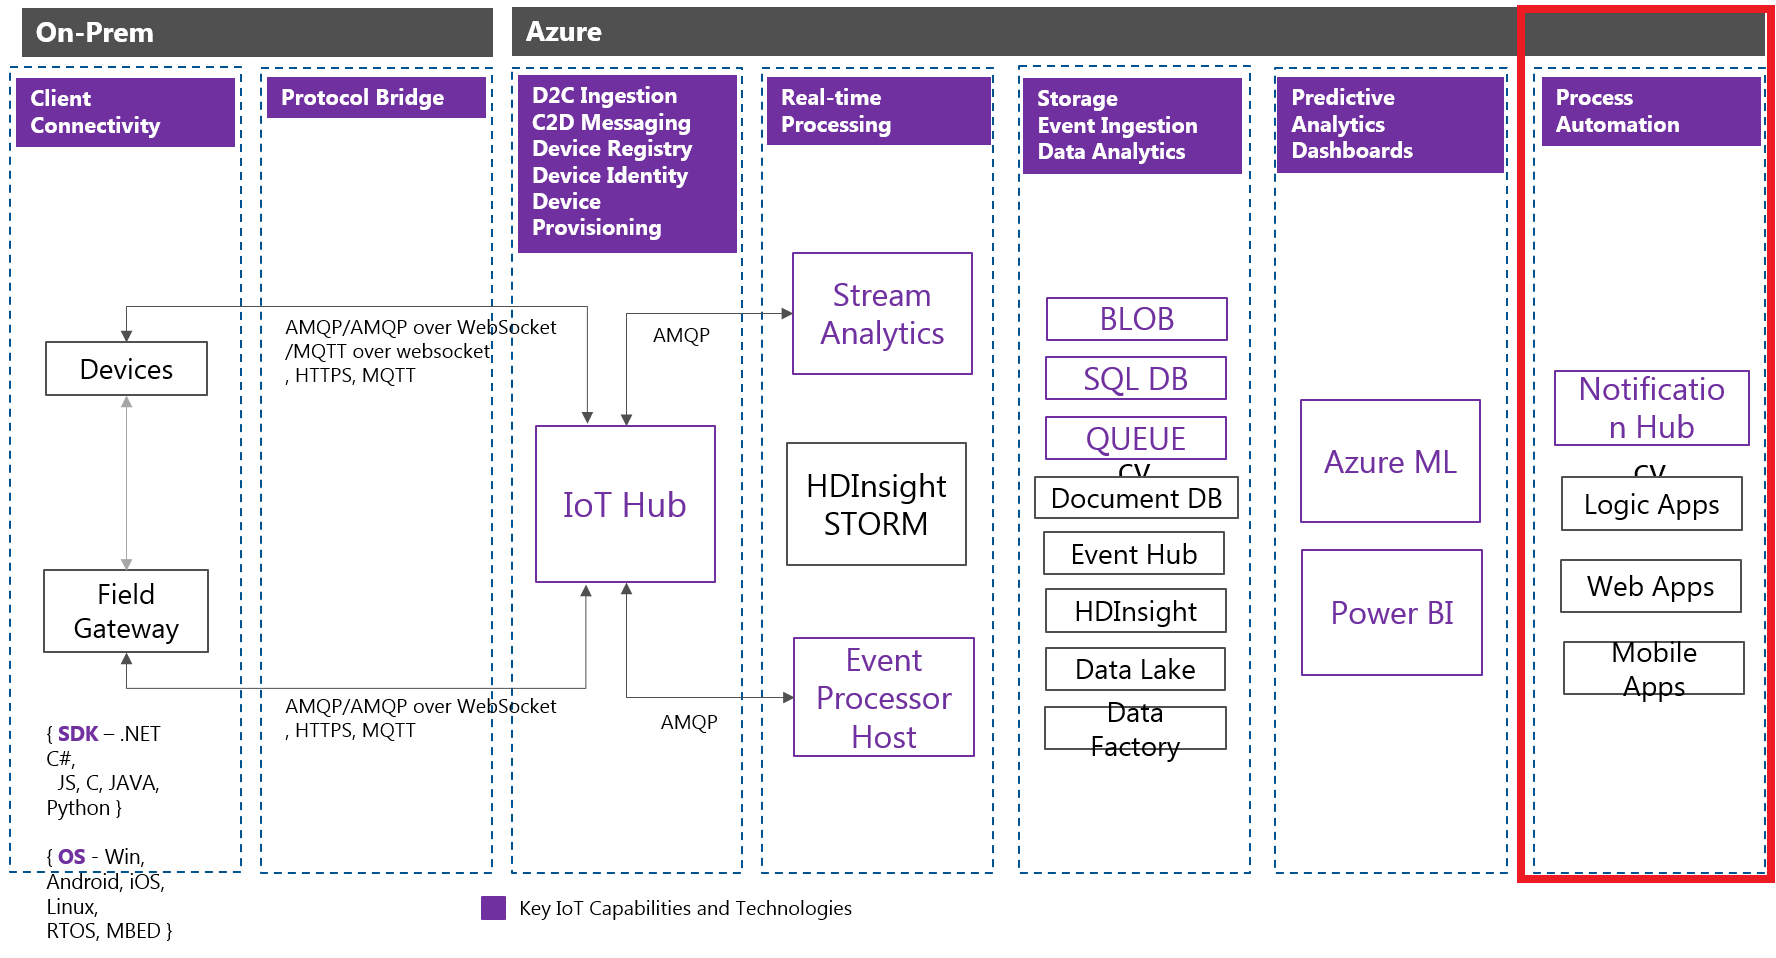 On-Prem
Azure
Client
Connectivity
Protocol Bridge
D2C Ingestion
C2D Messaging
Device Registry
Device Identity
Device
Provisioning
Real-time
Processing
Storage
Event Ingestion
Data Analytics
Predictive
Analytics
Dashboards
Process
Automation
Devices
Field
Gateway
{ SDK – .NET
C#,
JS, C, JAVA,
Python }
{ OS - Win,
Android, iOS,
Linux,
RTOS, MBED }
AMQP/AMQP over WebSocket
/MQTT over websocket
, HTTPS, MQTT
AMQP/AMQP over WebSocket
, HTTPS, MQTT
IoT Hub
AMQP
AMQP
Stream
Analytics
HDInsight
STORM
Event
Processor
Host
BLOB
SQL DB
QUEUE
Document DB
Event Hub
HDInsight
Data Lake
Data
Factory
Azure ML
Power BI
Notificatio
n Hub
Logic Apps
Web Apps
Mobile
Apps
Key IoT Capabilities and Technologies